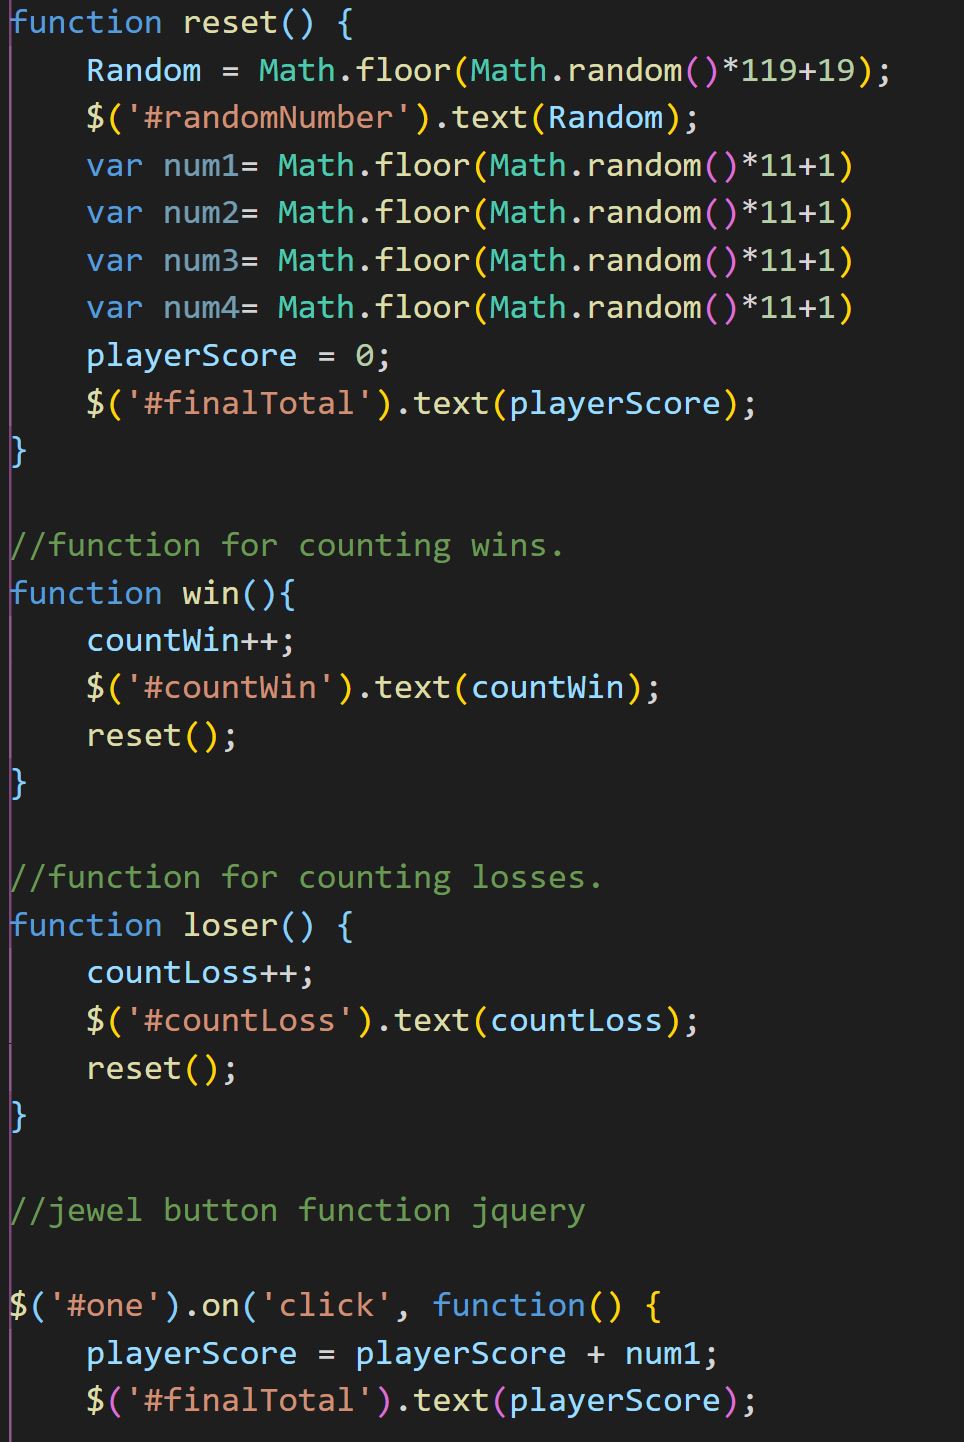 function reset() {
    Random = Math.floor(Math.random()*119+19);
    $('#randomNumber').text(Random);
    var num1= Math.floor(Math.random()*11+1)
    var num2= Math.floor(Math.random()*11+1)
    var num3= Math.floor(Math.random()*11+1)
    var num4= Math.floor(Math.random()*11+1)
    playerScore = 0;
    $('#finalTotal').text(playerScore);
}

//function for counting wins.
function win(){
    countWin++;
    $('#countWin').text(countWin);
    reset();
}

//function for counting losses.
function loser() {
    countLoss++;
    $('#countLoss').text(countLoss);
    reset();
}

//jewel button function jquery

$('#one').on('click', function() {
    playerScore = playerScore + num1;
    $('#finalTotal').text(playerScore);